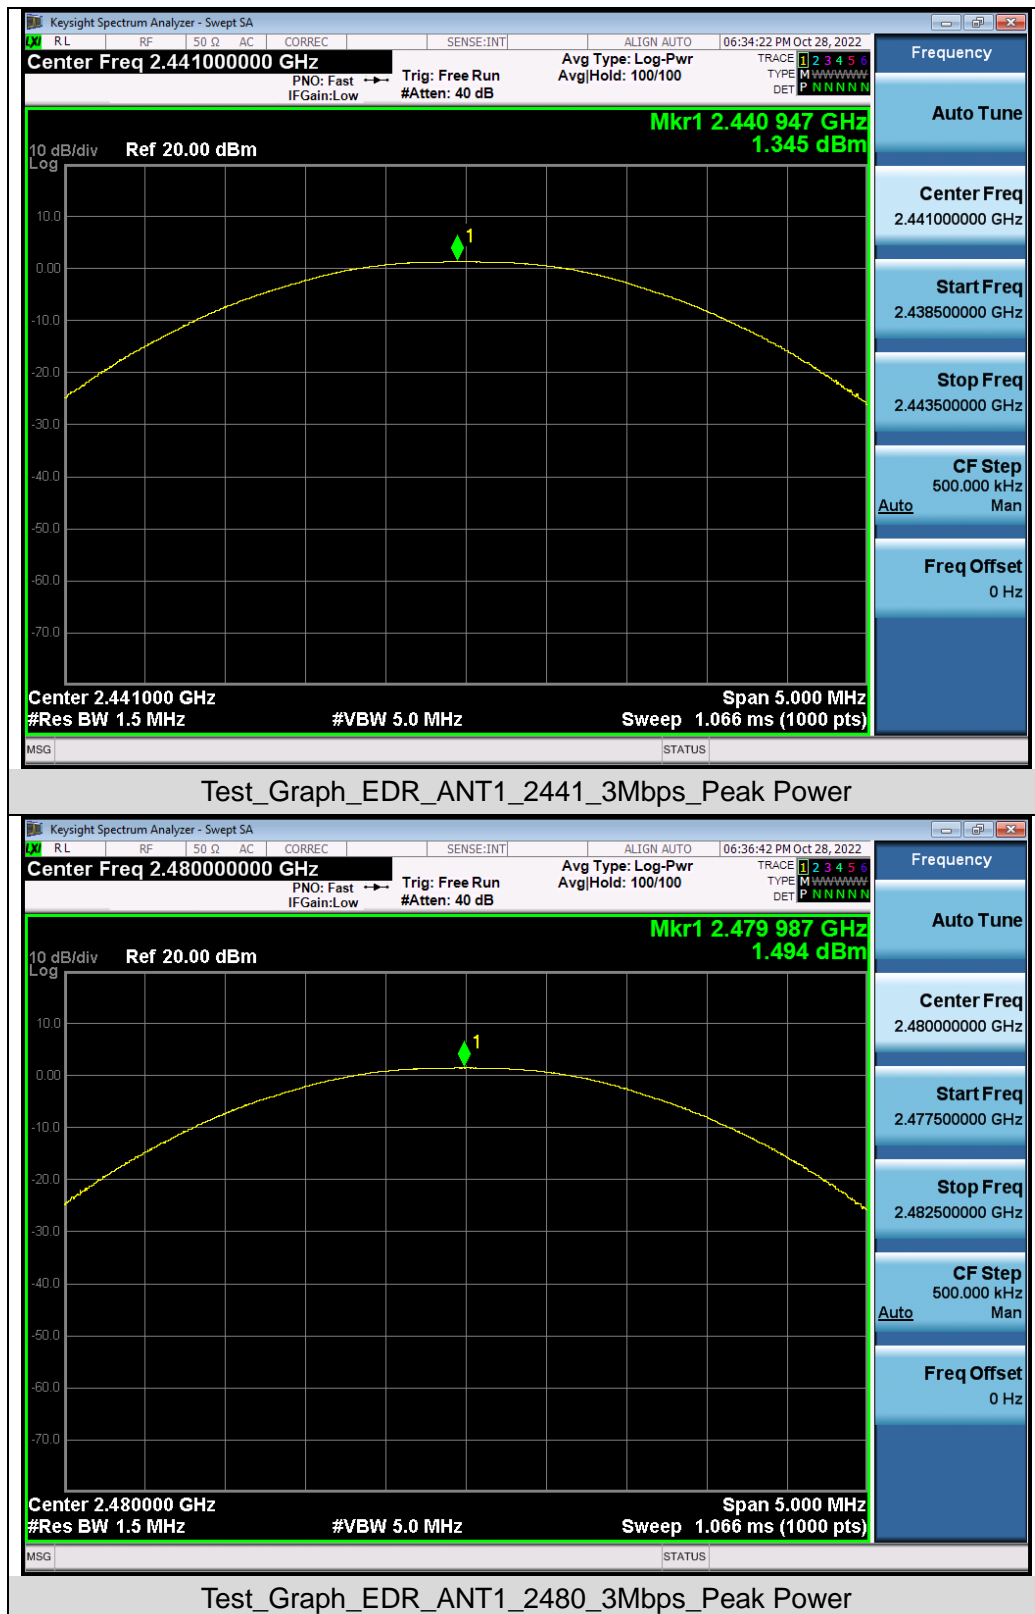 Keysight Spectrum Analyzer - Swept SA
LXI RL RF 50 Ω AC CORREC SENSE:INT ALIGN AUTO 06:34:22 PM Oct 28, 2022
Center Freq 2.441000000 GHz
PNO: Fast
IFGain:Low
Trig: Free Run
#Atten: 40 dB
Avg Type: Log-Pwr
Avg|Hold: 100/100
TRACE 1 2 3 4 5 6
TYPE M WWWWW
DET P N N N N N
Mkr1 2.440 947 GHz
1.345 dBm
10 dB/div Ref 20.00 dBm
Log
10.0
1
0.00
-10.0
-20.0
-30.0
-40.0
-50.0
-60.0
-70.0
Center 2.441000 GHz Span 5.000 MHz
#Res BW 1.5 MHz #VBW 5.0 MHz Sweep 1.066 ms (1000 pts)
MSG STATUS
Frequency
Auto Tune
Center Freq
2.441000000 GHz
Start Freq
2.438500000 GHz
Stop Freq
2.443500000 GHz
CF Step
500.000 kHz
Auto Man
Freq Offset
0 Hz
Test_Graph_EDR_ANT1_2441_3Mbps_Peak Power
Keysight Spectrum Analyzer - Swept SA
LXI RL RF 50 Ω AC CORREC SENSE:INT ALIGN AUTO 06:36:42 PM Oct 28, 2022
Center Freq 2.480000000 GHz
PNO: Fast
IFGain:Low
Trig: Free Run
#Atten: 40 dB
Avg Type: Log-Pwr
Avg|Hold: 100/100
TRACE 1 2 3 4 5 6
TYPE M WWWWW
DET P N N N N N
Mkr1 2.479 987 GHz
1.494 dBm
10 dB/div Ref 20.00 dBm
Log
10.0
1
0.00
-10.0
-20.0
-30.0
-40.0
-50.0
-60.0
-70.0
Center 2.480000 GHz Span 5.000 MHz
#Res BW 1.5 MHz #VBW 5.0 MHz Sweep 1.066 ms (1000 pts)
MSG STATUS
Frequency
Auto Tune
Center Freq
2.480000000 GHz
Start Freq
2.477500000 GHz
Stop Freq
2.482500000 GHz
CF Step
500.000 kHz
Auto Man
Freq Offset
0 Hz
Test_Graph_EDR_ANT1_2480_3Mbps_Peak Power